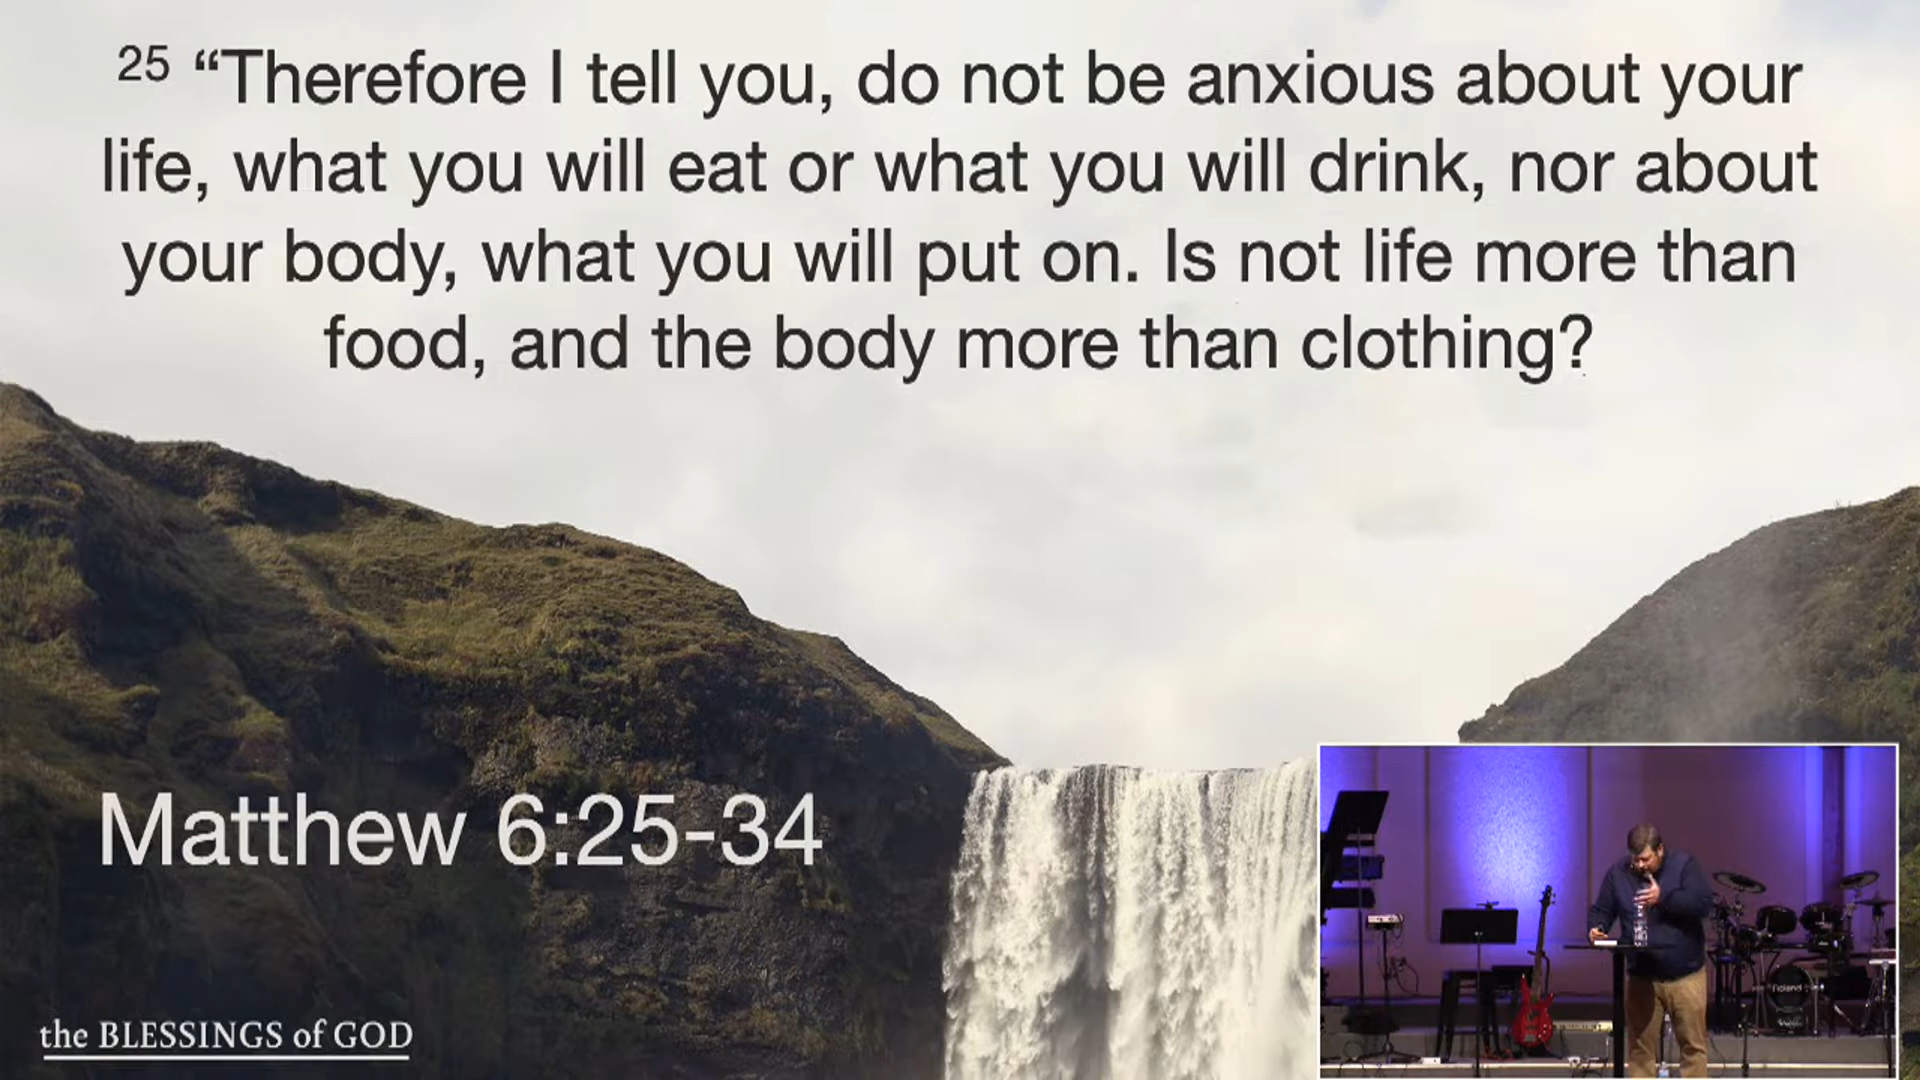 25 “Therefore I tell you, do not be anxious about your
life, what you will eat or what you will drink, nor about
your body, what you will put on. Is not life more than
food, and the body more than clothing?
Matthew 6:25-34
the BLESSINGS of GOD
Roland